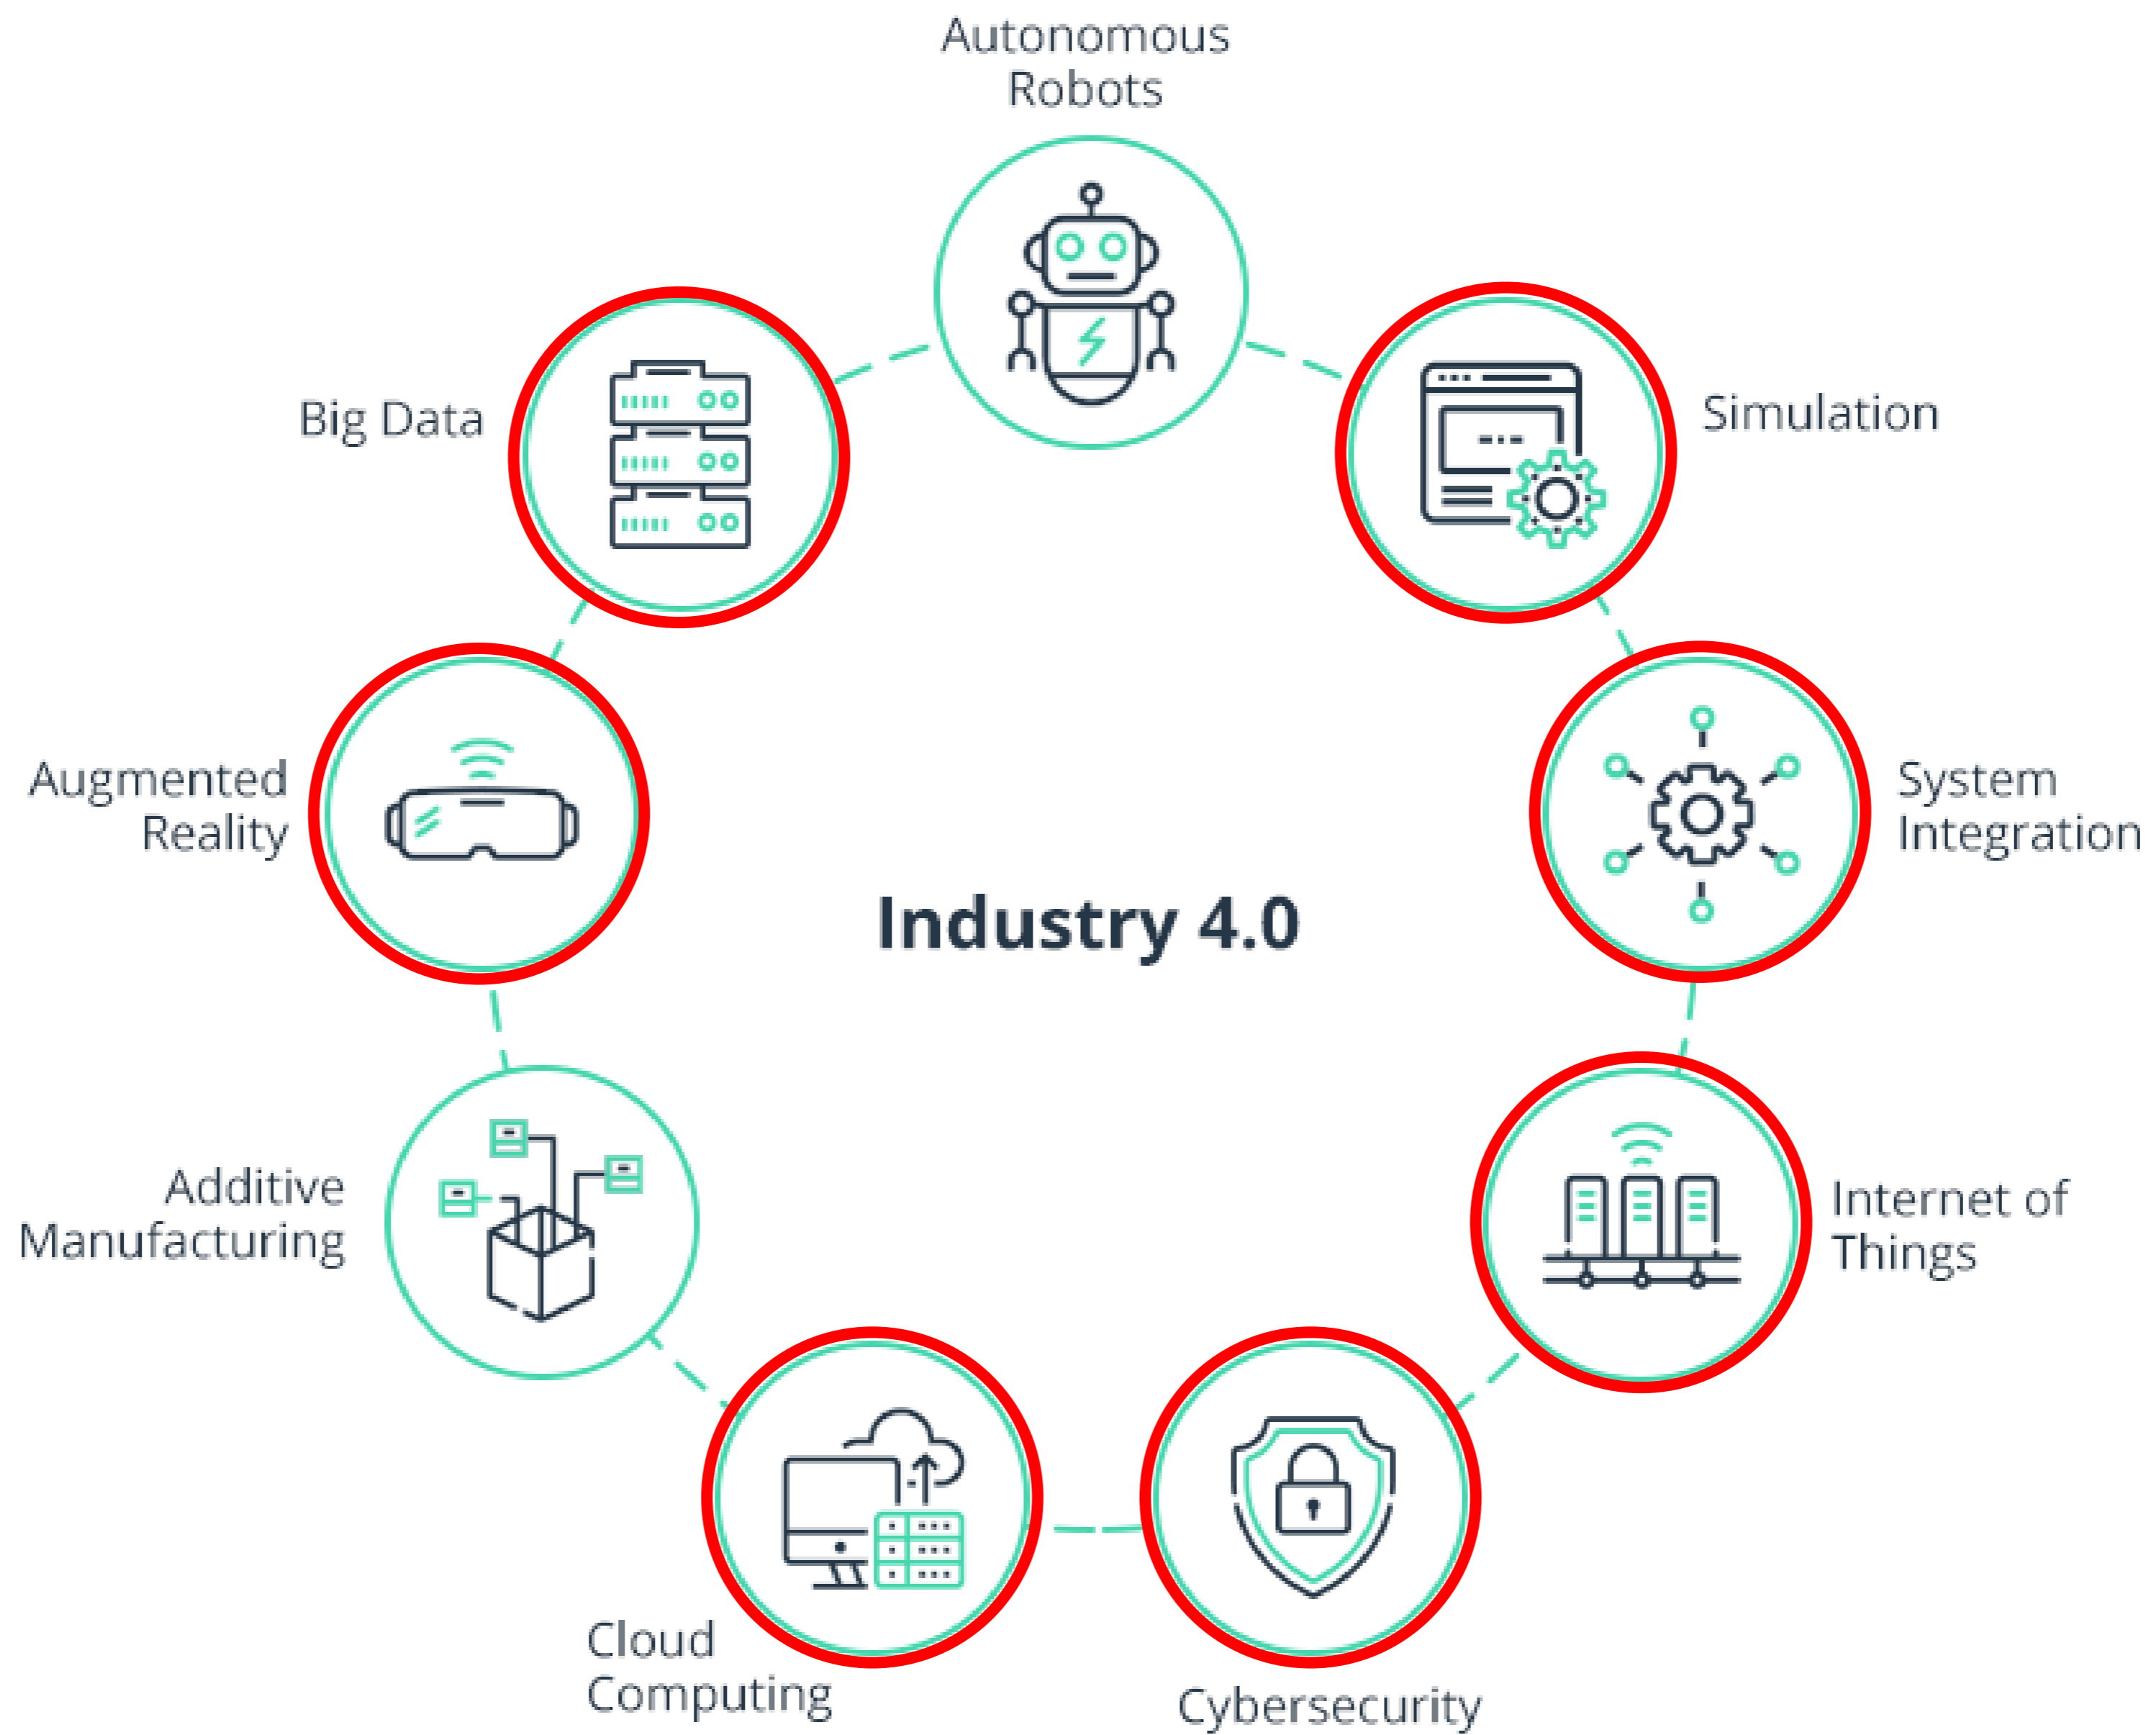 Autonomous
Robots
Big Data
Simulation
Augmented
Reality
System
Integration
Industry 4.0
Additive
Manufacturing
Internet of
Things
Cloud
Computing
Cybersecurity